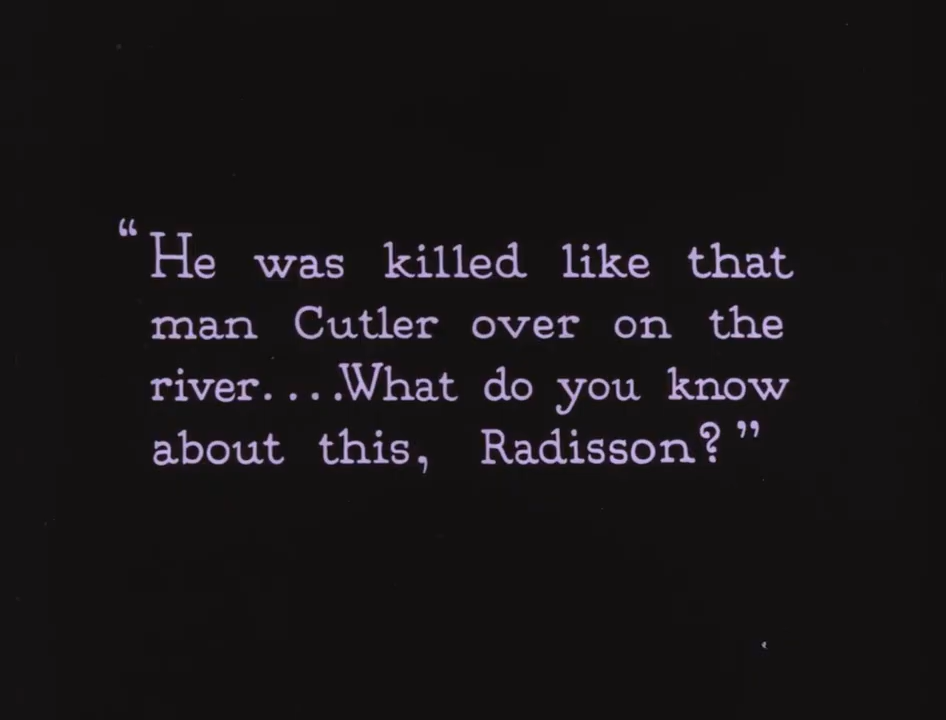 “He was killed like that
man Cutler over on the
river....What do you know
about this, Radisson?”